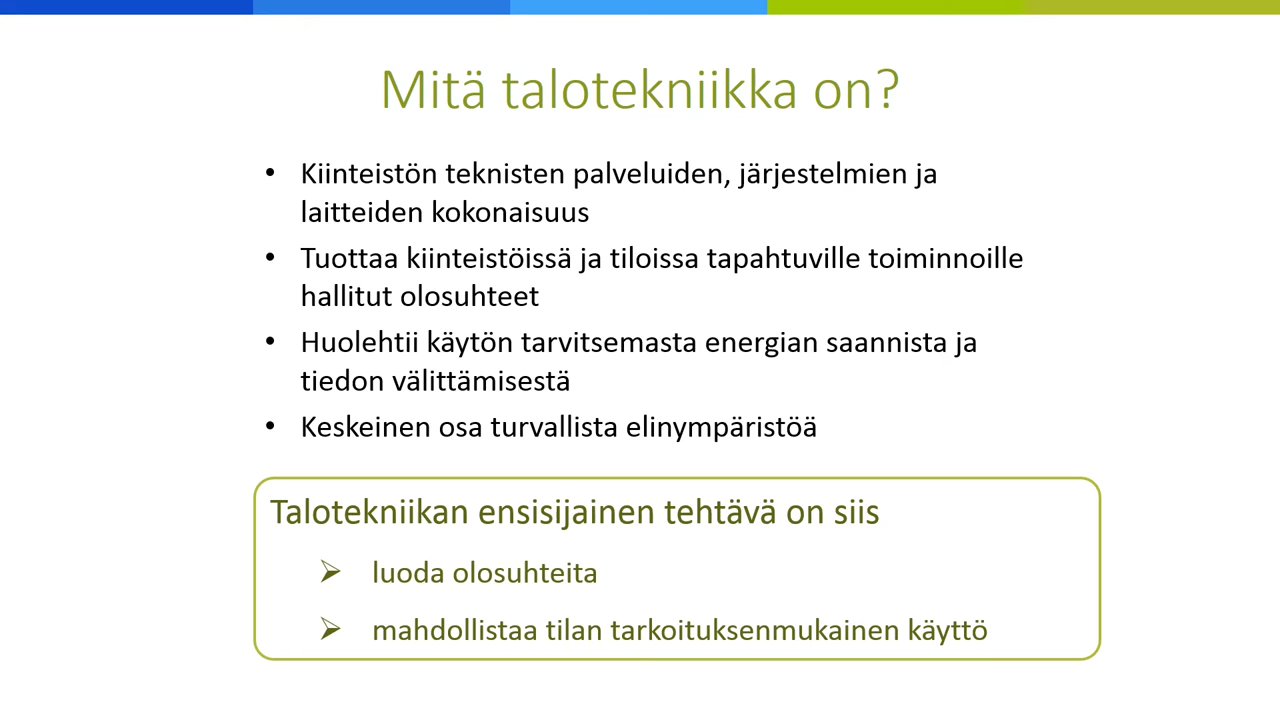 Mitä talotekniikka on?
• Kiinteistön teknisten palveluiden, järjestelmien ja
laitteiden kokonaisuus
• Tuottaa kiinteistöissä ja tiloissa tapahtuville toiminnoille
hallitut olosuhteet
• Huolehtii käytön tarvitsemasta energian saannista ja
tiedon välittämisestä
• Keskeinen osa turvallista elinympäristöä
Talotekniikan ensisijainen tehtävä on siis
➢ luoda olosuhteita
➢ mahdollistaa tilan tarkoituksenmukainen käyttö